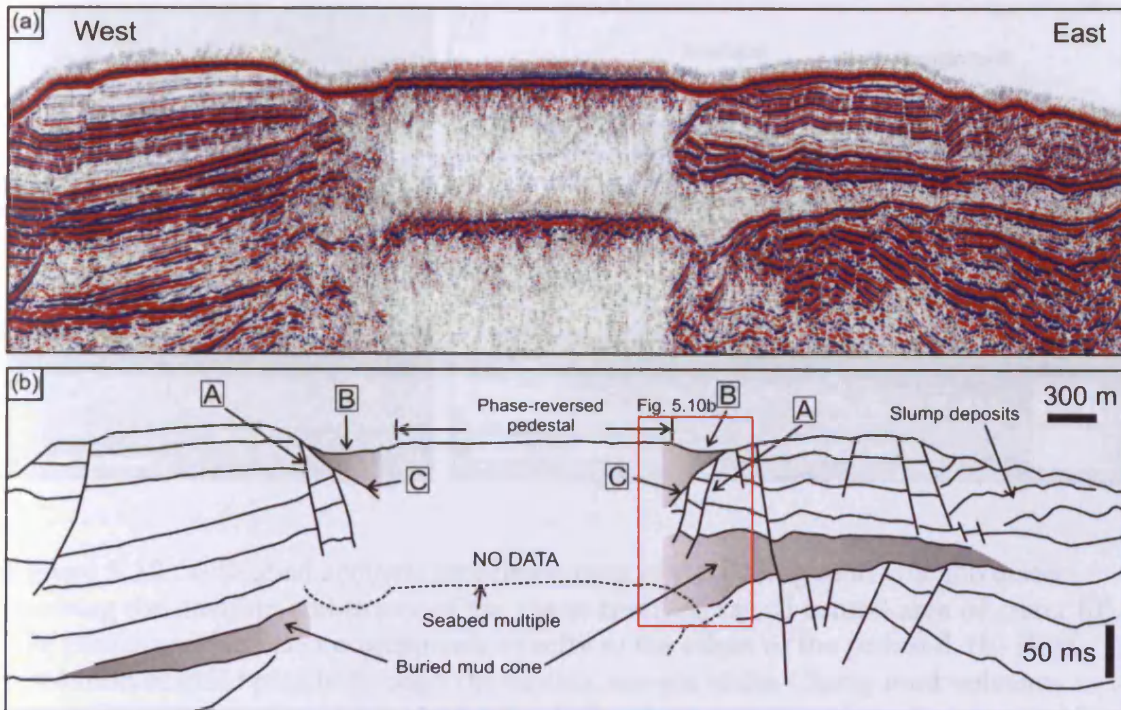 (a)
West
East
(b)
A
B
Phase-reversed
pedestal
Fig. 5.10b
B
A
Slump deposits
300 m
C
C
NO DATA
Seabed multiple
Buried mud cone
50 ms